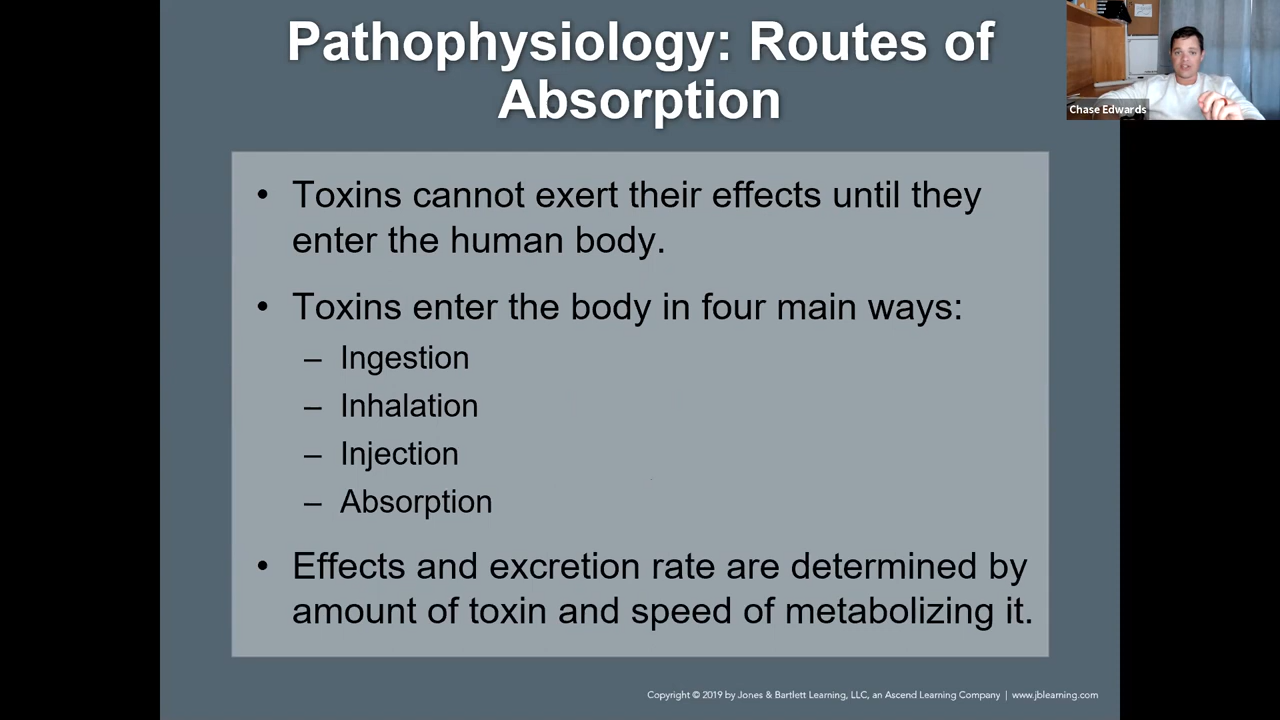 Pathophysiology: Routes of
Absorption
Chase Edwards
• Toxins cannot exert their effects until they
enter the human body.
• Toxins enter the body in four main ways:
– Ingestion
– Inhalation
– Injection
– Absorption
• Effects and excretion rate are determined by
amount of toxin and speed of metabolizing it.
Copyright © 2019 by Jones & Bartlett Learning, LLC, an Ascend Learning Company | www.jblearning.com